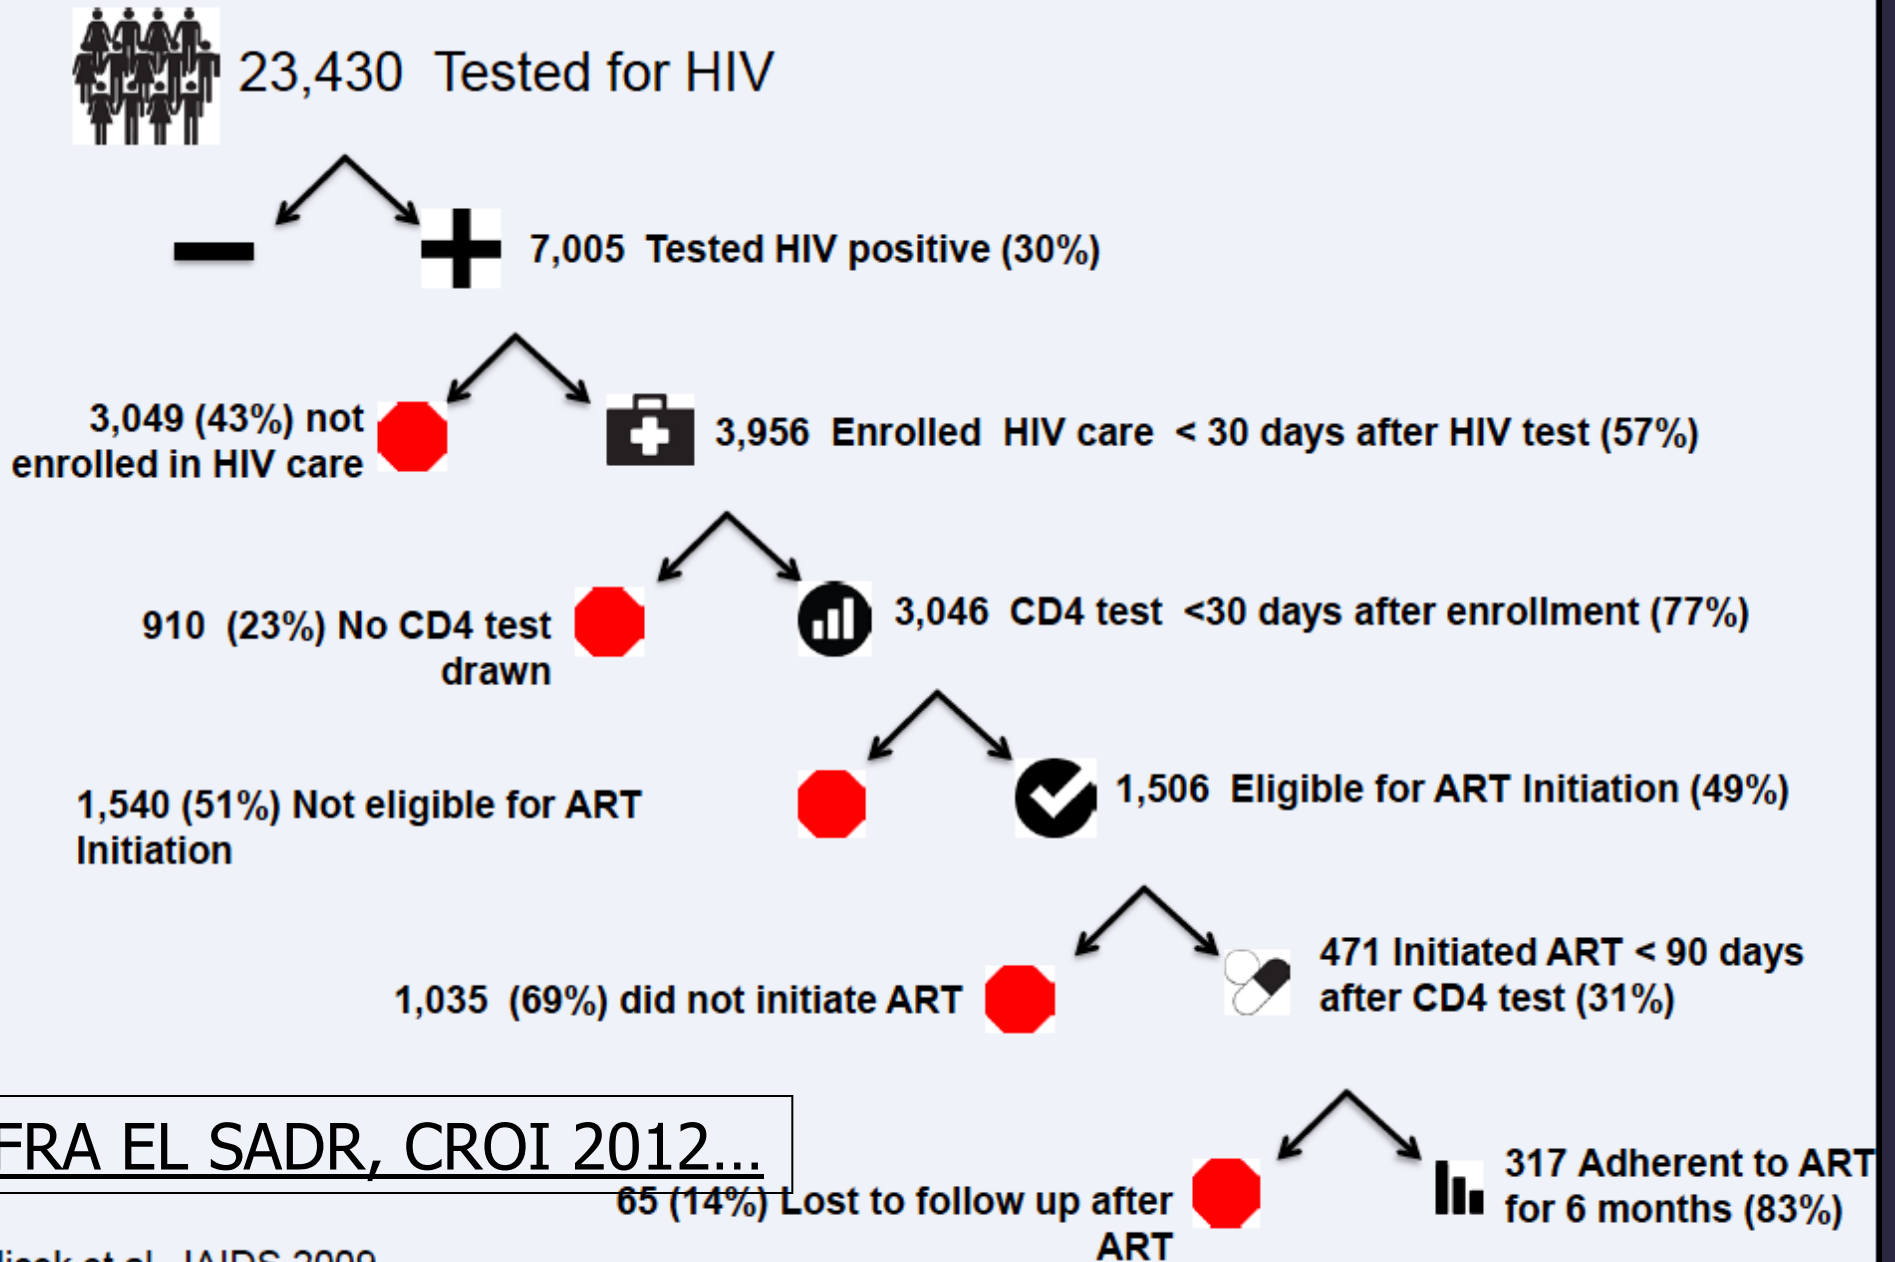 23,430 Tested for HIV
7,005 Tested HIV positive (30%)
3,049 (43%) not
enrolled in HIV care
3,956 Enrolled HIV care < 30 days after HIV test (57%)
910 (23%) No CD4 test
drawn
3,046 CD4 test <30 days after enrollment (77%)
1,540 (51%) Not eligible for ART
Initiation
1,506 Eligible for ART Initiation (49%)
1,035 (69%) did not initiate ART
471 Initiated ART < 90 days
after CD4 test (31%)
FRA EL SADR, CROI 2012...
65 (14%) Lost to follow up after
ART
317 Adherent to ART
for 6 months (83%)
et al JAIDS 2009